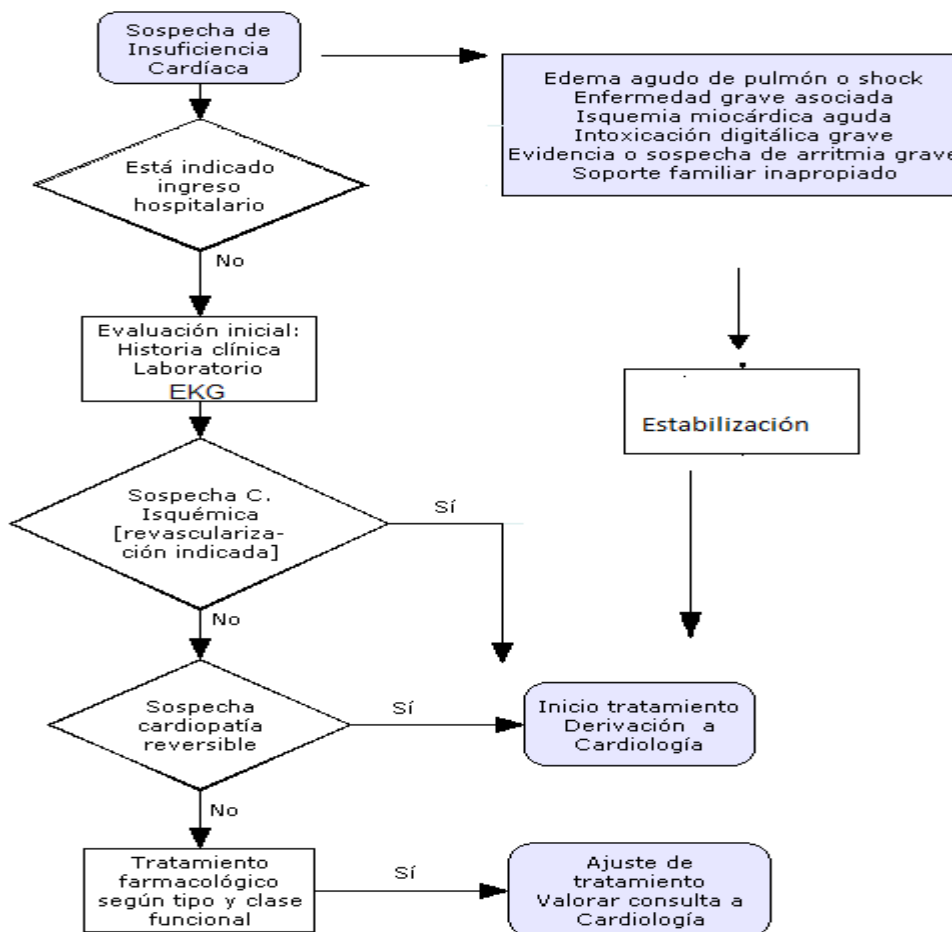 Sospecha de
Insuficiencia
Cardíaca
Edema agudo de pulmón o shock
Enfermedad grave asociada
Isquemia miocárdica aguda
Intoxicación digitálica grave
Evidencia o sospecha de arritmia grave
Soporte familiar inapropiado
Está indicado
ingreso
hospitalario
No
Evaluación inicial:
Historia clínica
Laboratorio
EKG
Estabilización
Sospecha C.
Isquémica
[revasculariza-
ción indicada]
Sí
No
Sospecha
cardiopatía
reversible
Sí
Inicio tratamiento
Derivación a
Cardiología
No
Tratamiento
farmacológico
según tipo y clase
funcional
Sí
Ajuste de
tratamiento
Valorar consulta a
Cardiología